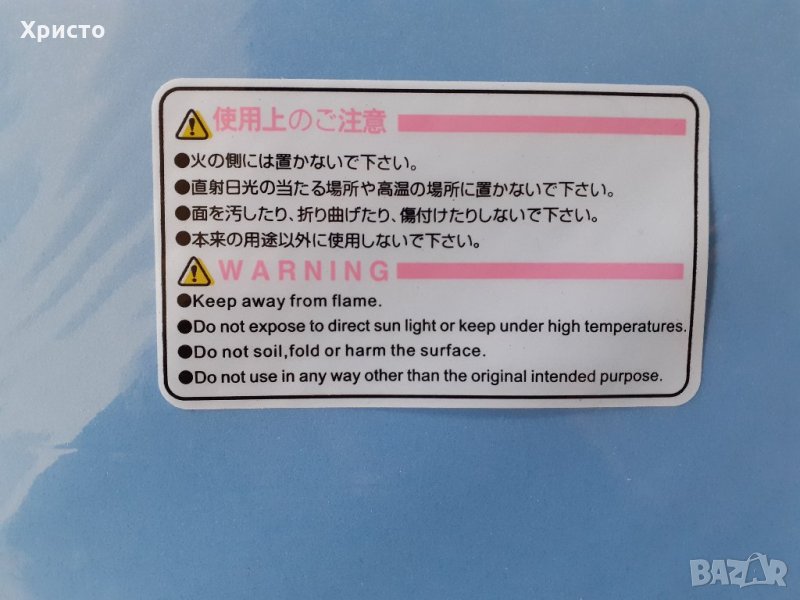 Христо
使用上のご注意
●火の側には置かないで下さい。
●直射日光の当たる場所や高温の場所に置かないで下さい。
●面を汚したり、折り曲げたり、傷付けたりしないで下さい。
●本来の用途以外に使用しないで下さい。
WARNING
●Keep away from flame.
●Do not expose to direct sun light or keep under high temperatures.
●Do not soil,fold or harm the surface.
●Do not use in any way other than the original intended purpose.
BAZAR